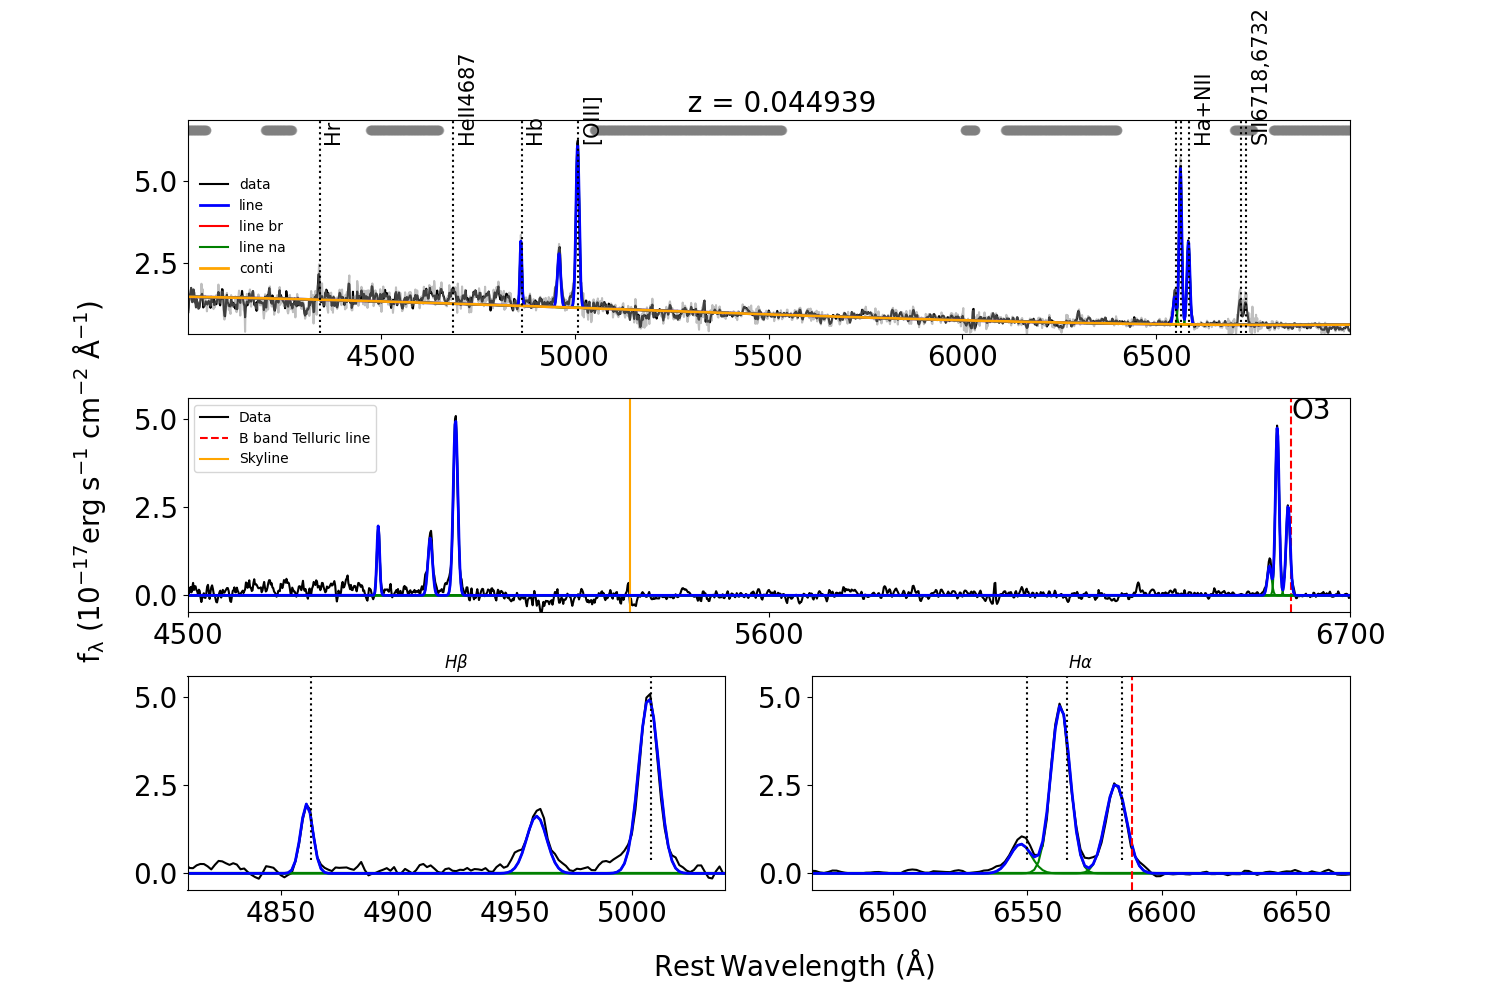 z = 0.044939
Hr
HeII4687
Hb
[OIII]
Ha+NII
SII6718,6732
data
line
line br
line na
conti
5.0
2.5
4500 5000 5500 6000 6500
fλ (10⁻¹⁷erg s⁻¹ cm⁻² Å⁻¹)
Data
B band Telluric line
Skyline
O3
5.0
2.5
0.0
4500 5600 6700
Hβ
5.0
2.5
0.0
4850 4900 4950 5000
Hα
5.0
2.5
0.0
6500 6550 6600 6650
Rest Wavelength (Å)